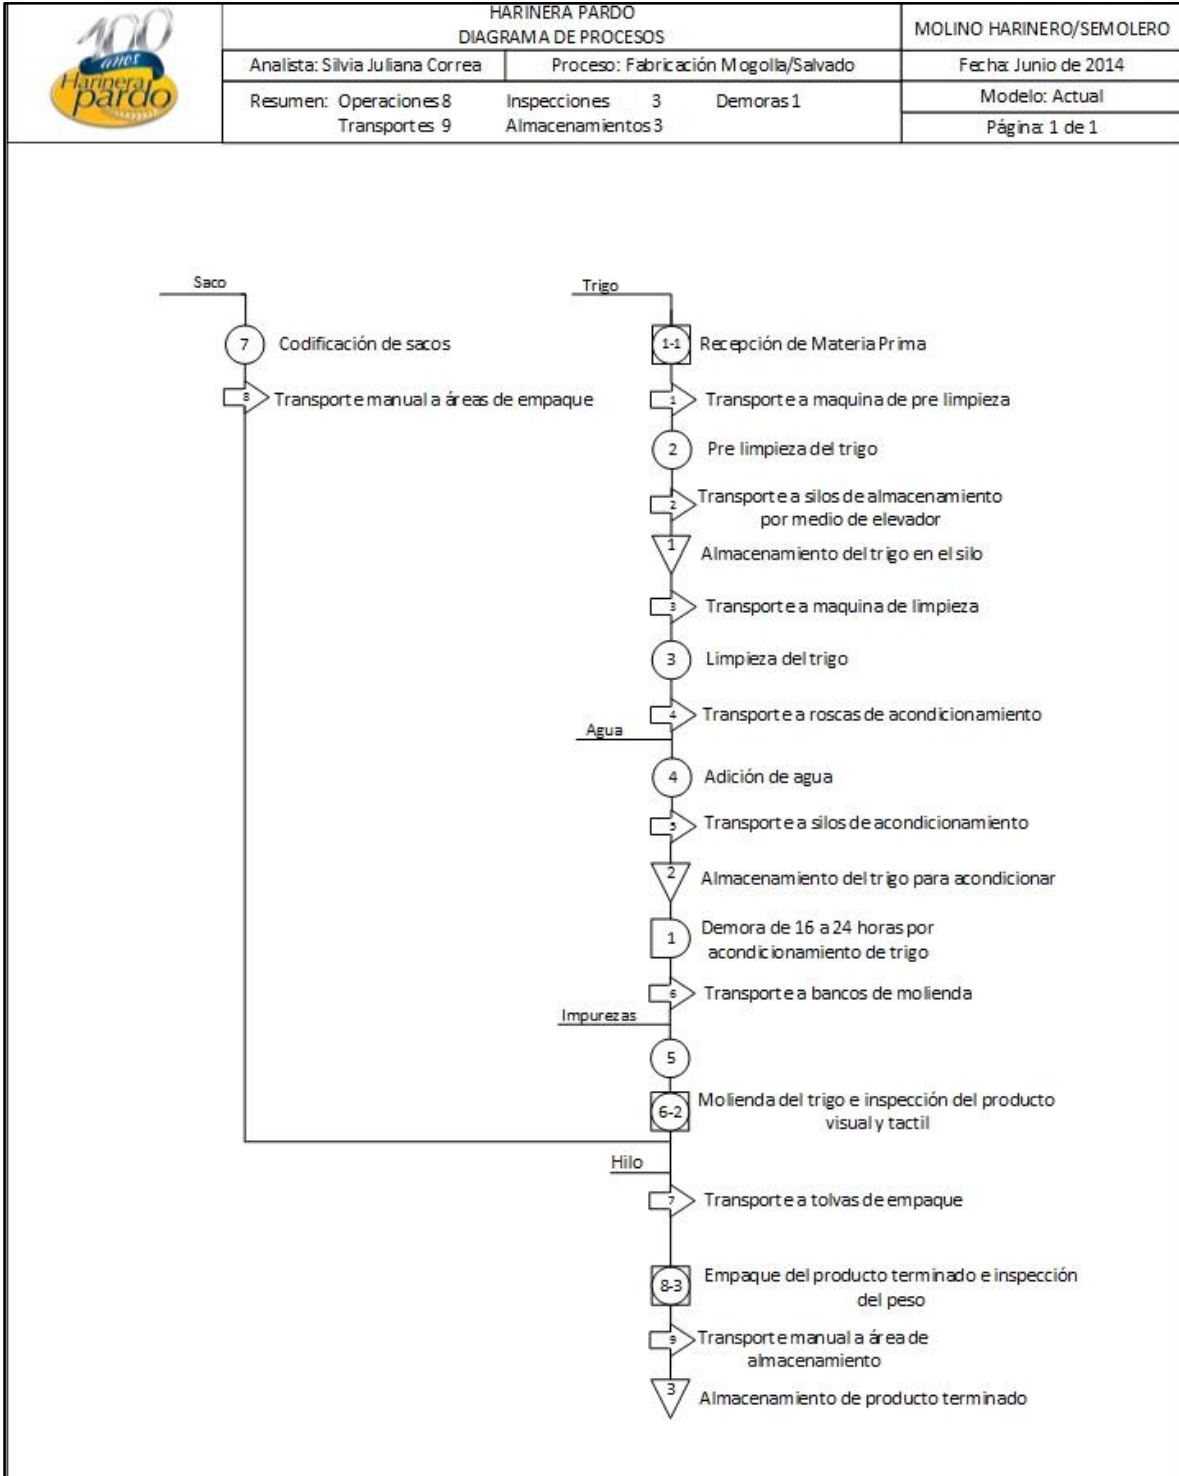 100
años
Harinera
pardo
HARINERA PARDO
DIAGRAMA DE PROCESOS
MOLINO HARINERO/SEMOLERO
Analista: Silvia Juliana Correa
Proceso: Fabricación Mogolla/Salvado
Fecha: Junio de 2014
Resumen: Operaciones 8 Inspecciones 3 Demoras 1
Transportes 9 Almacenamientos 3
Modelo: Actual
Página: 1 de 1
Saco
7 Codificación de sacos
8 Transporte manual a áreas de empaque
Trigo
1-1 Recepción de Materia Prima
1 Transporte a maquina de pre limpieza
2 Pre limpieza del trigo
2 Transporte a silos de almacenamiento
por medio de elevador
1 Almacenamiento del trigo en el silo
3 Transporte a maquina de limpieza
3 Limpieza del trigo
4 Transporte a roscas de acondicionamiento
Agua
4 Adición de agua
5 Transporte a silos de acondicionamiento
2 Almacenamiento del trigo para acondicionar
1 Demora de 16 a 24 horas por
acondicionamiento de trigo
6 Transporte a bancos de molienda
Impurezas
5
6-2 Molienda del trigo e inspección del producto
visual y tactil
Hilo
7 Transporte a tolvas de empaque
8-3 Empaque del producto terminado e inspección
del peso
9 Transporte manual a área de
almacenamiento
3 Almacenamiento de producto terminado